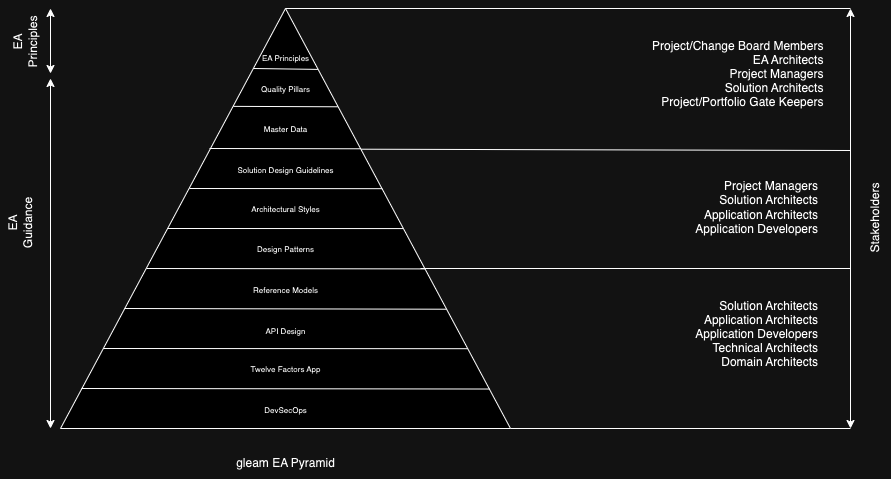 EA
Principles
EA
Guidance
EA Principles
Quality Pillars
Master Data
Solution Design Guidelines
Architectural Styles
Design Patterns
Reference Models
API Design
Twelve Factors App
DevSecOps
Project/Change Board Members
EA Architects
Project Managers
Solution Architects
Project/Portfolio Gate Keepers
Project Managers
Solution Architects
Application Architects
Application Developers
Solution Architects
Application Architects
Application Developers
Technical Architects
Domain Architects
Stakeholders
gleam EA Pyramid